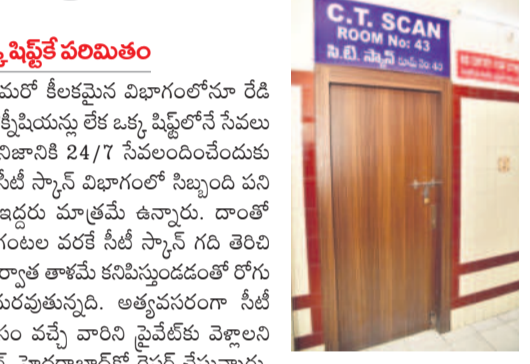 షిఫ్ట్‌కే పరిమితం
మరో కీలకమైన విభాగంలోనూ రేడి
క్నీషియన్లు లేక ఒక్క షిఫ్ట్‌లోనే సేవలు
నిజానికి 24/7 సేవలందించేందుకు
సీటీ స్కాన్ విభాగంలో సిబ్బంది పని
ఇద్దరు మాత్రమే ఉన్నారు. దాంతో
గంటల వరకే సీటీ స్కాన్ గది తెరిచి
ర్వాత తాళమే కనిపిస్తుండడంతో రోగు
దురవుతున్నది. అత్యవసరంగా సీటీ
సం వచ్చే వారిని ప్రైవేట్‌కు వెళ్లాలని
C.T. SCAN
ROOM No: 43
సి.టి. స్కాన్ రూమ్ నెం 43